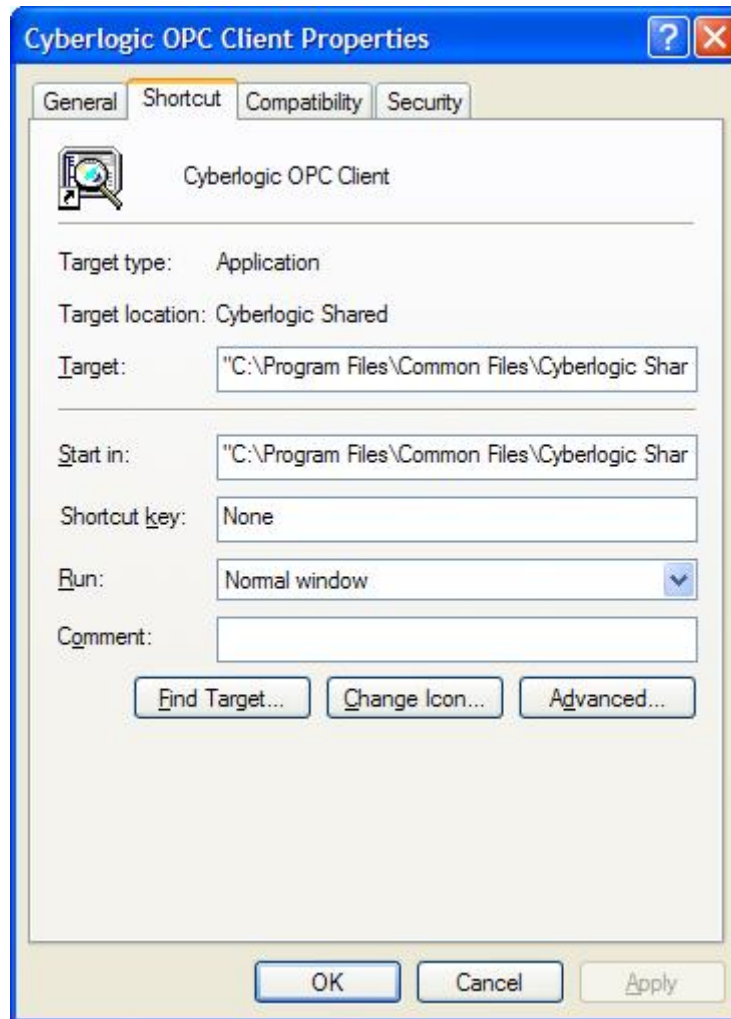 Cyberlogic OPC Client Properties
General Shortcut Compatibility Security
Cyberlogic OPC Client
Target type: Application
Target location: Cyberlogic Shared
Target: "C:\Program Files\Common Files\Cyberlogic Shar
Start in: "C:\Program Files\Common Files\Cyberlogic Shar
Shortcut key: None
Run: Normal window
Comment:
Find Target... Change Icon... Advanced...
OK Cancel Apply